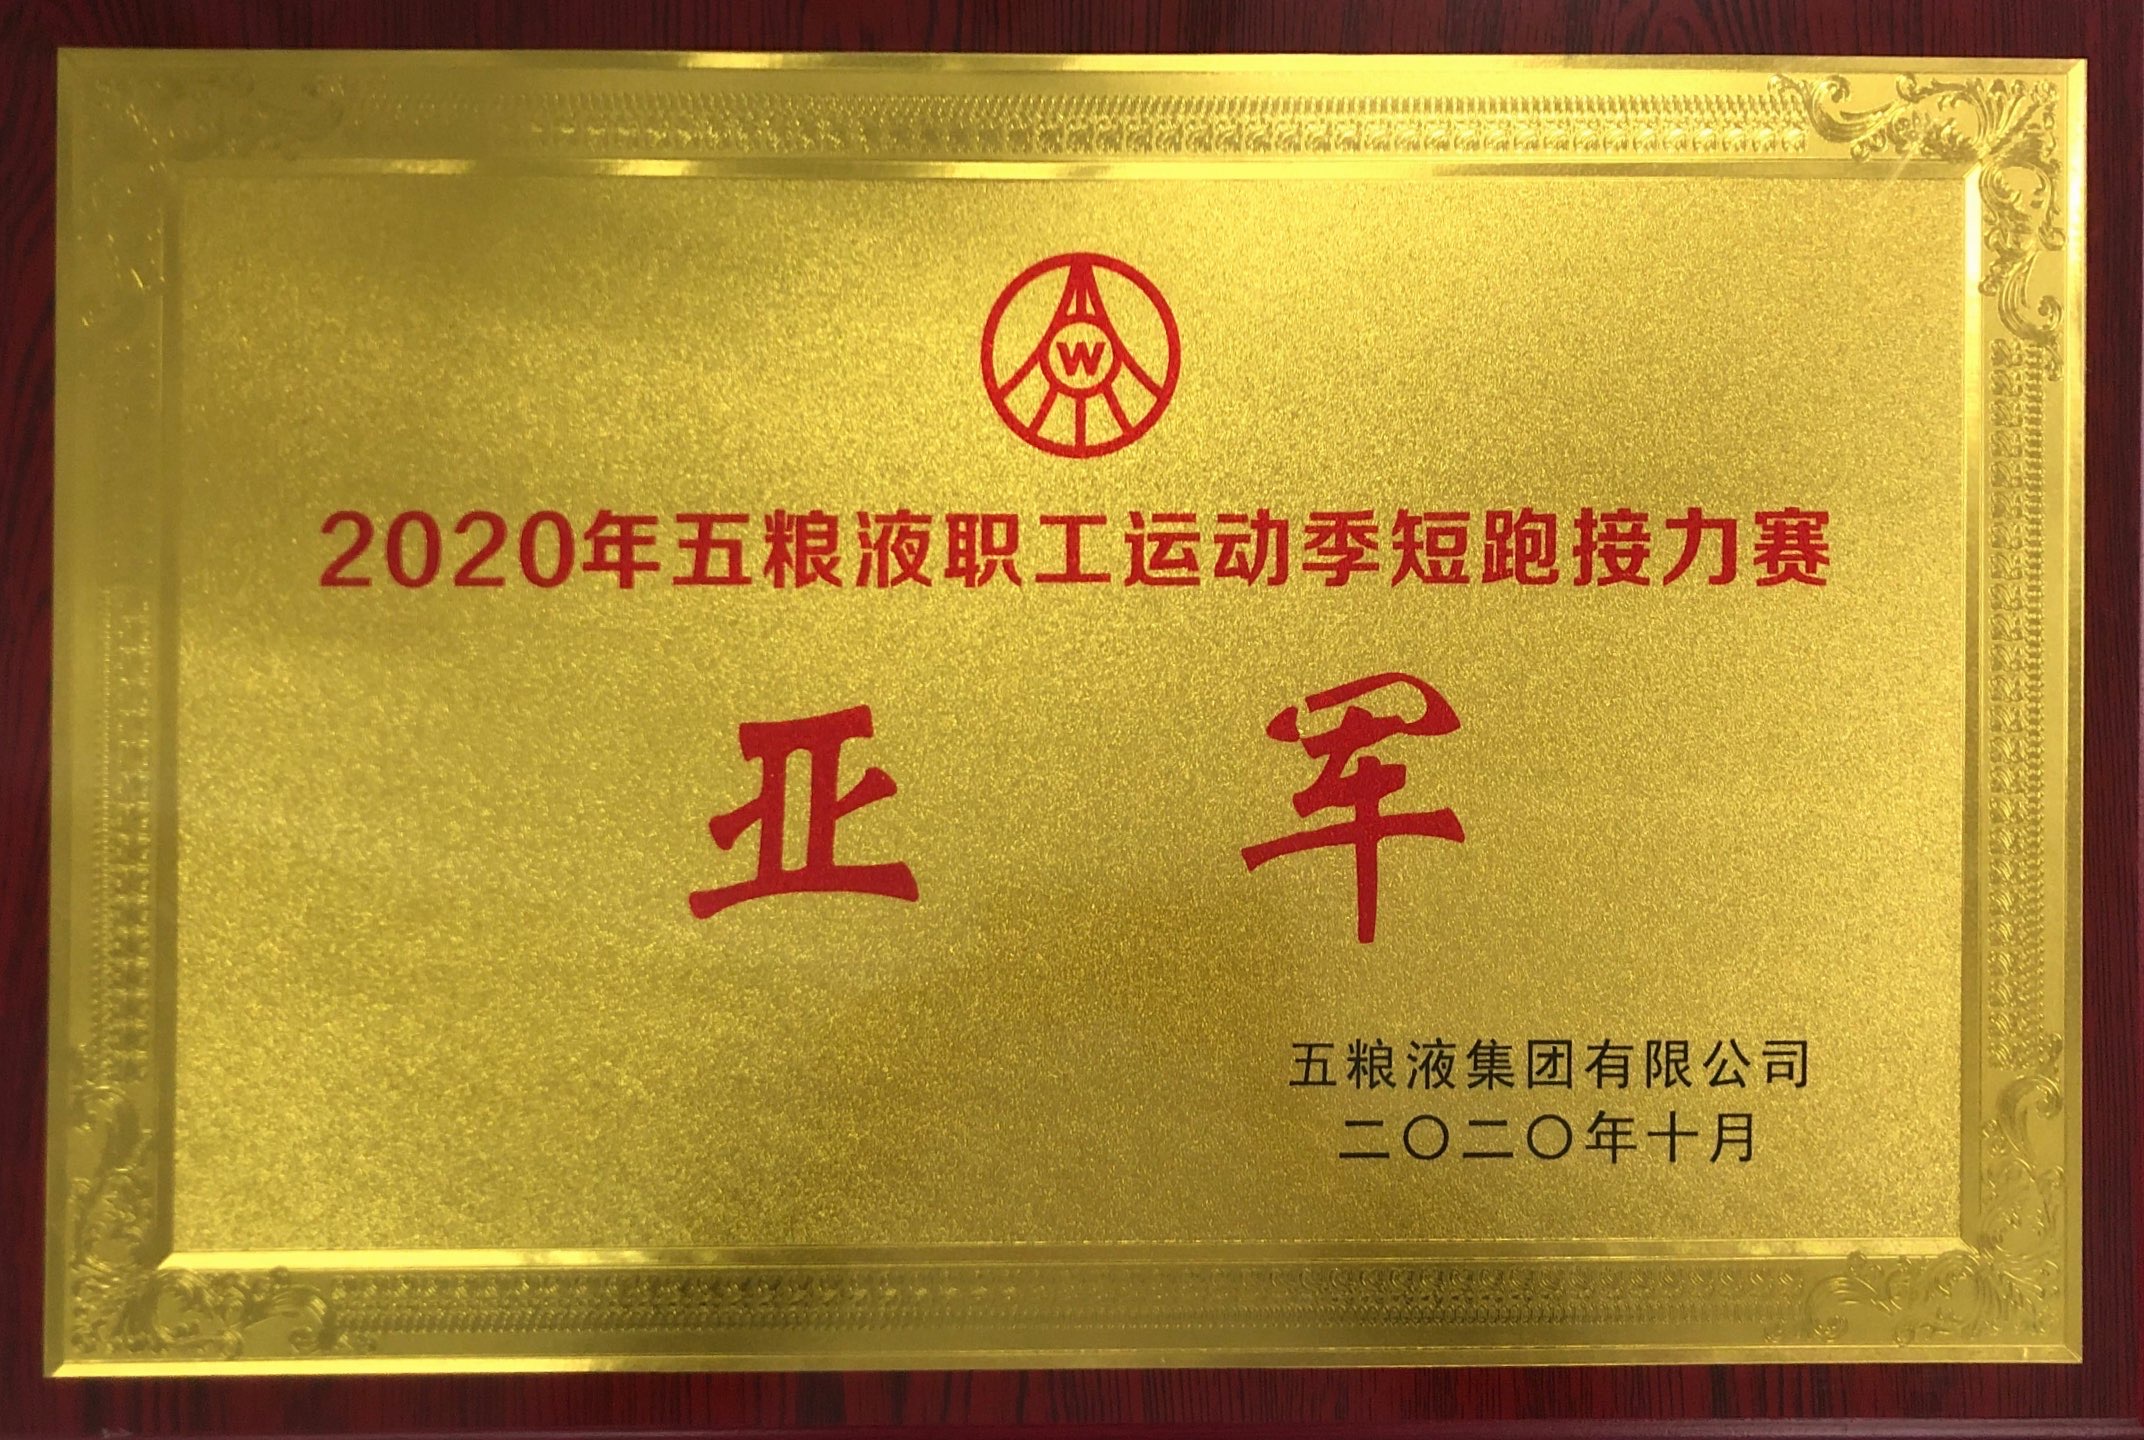 W
2020年五粮液职工运动季短跑接力赛
亚军
五粮液集团有限公司
二〇二〇年十月